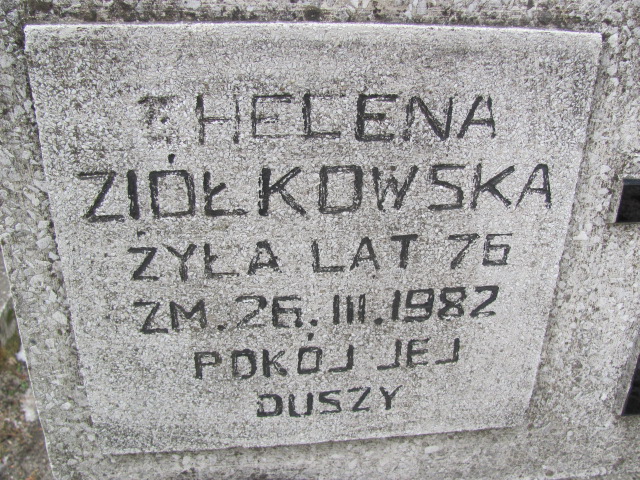 Ś. HELENA
ZIÓŁKOWSKA
ŻYŁA LAT 76
ZM. 26. III. 1982
POKÓJ JEJ
DUSZY